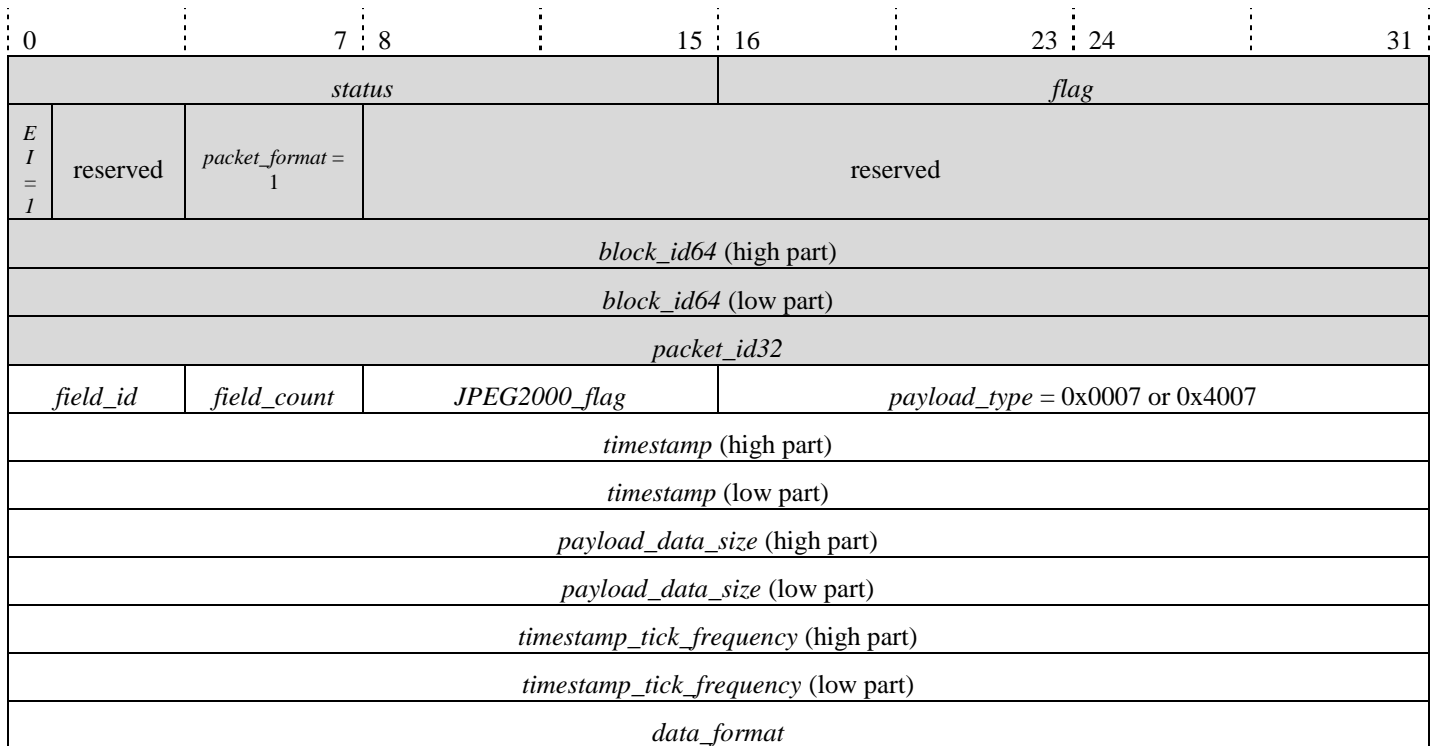 0 7 8 15 16 23 24 31
status flag
E
I
=
1
reserved
packet_format =
1
reserved
block_id64 (high part)
block_id64 (low part)
packet_id32
field_id field_count JPEG2000_flag payload_type = 0x0007 or 0x4007
timestamp (high part)
timestamp (low part)
payload_data_size (high part)
payload_data_size (low part)
timestamp_tick_frequency (high part)
timestamp_tick_frequency (low part)
data_format